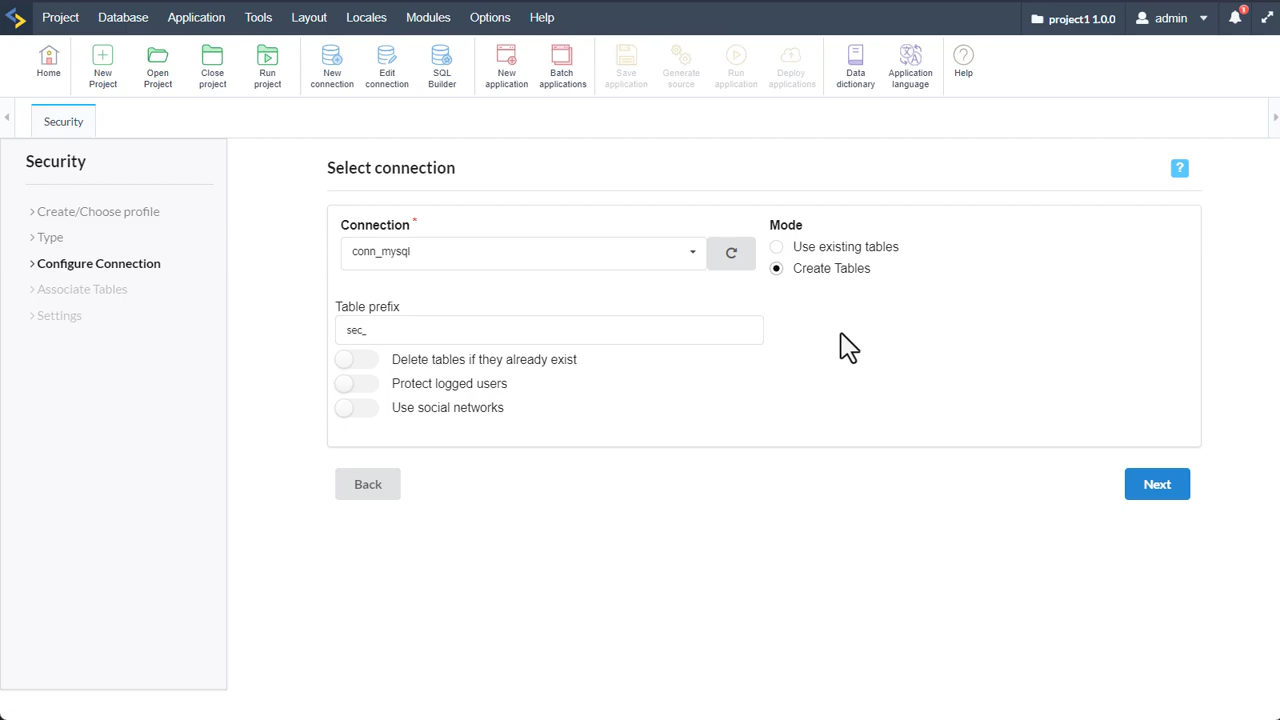 Project Database Application Tools Layout Locales Modules Options Help project1 1.0.0 admin 1
Home
New Project
Open Project
Close project
Run project
New connection
Edit connection
SQL Builder
New application
Batch applications
Save application
Generate source
Run application
Deploy applications
Data dictionary
Application language
Help
Security
Security
Create/Choose profile
Type
Configure Connection
Associate Tables
Settings
Select connection ?
Connection *
conn_mysql
Mode
Use existing tables
Create Tables
Table prefix
sec_
Delete tables if they already exist
Protect logged users
Use social networks
Back Next